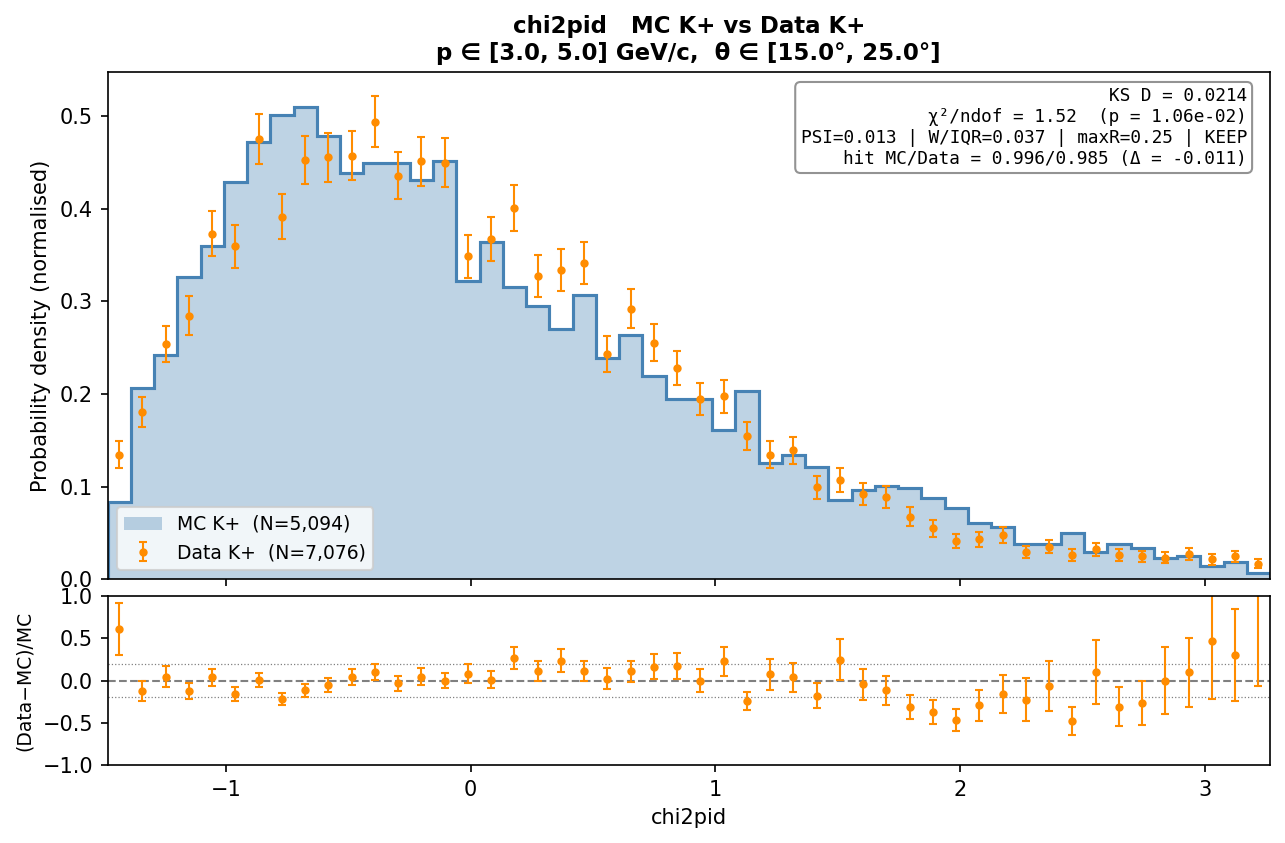 chi2pid   MC K+ vs Data K+
p ∈ [3.0, 5.0] GeV/c,  θ ∈ [15.0°, 25.0°]
KS D = 0.0214
χ²/ndof = 1.52  (p = 1.06e-02)
PSI=0.013 | W/IQR=0.037 | maxR=0.25 | KEEP
hit MC/Data = 0.996/0.985 (Δ = -0.011)
Probability density (normalised)
0.5
0.4
0.3
0.2
0.1
0.0
MC K+  (N=5,094)
Data K+  (N=7,076)
(Data−MC)/MC
1.0
0.5
0.0
−0.5
−1.0
−1
0
1
2
3
chi2pid